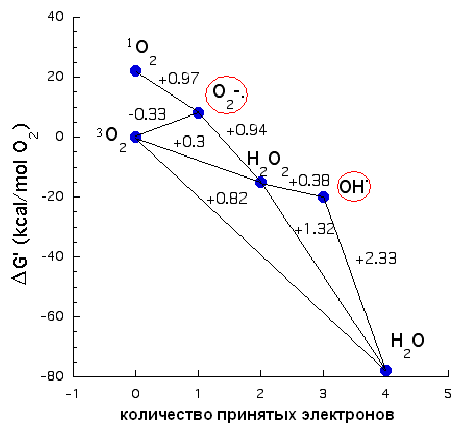 40
20
0
-20
-40
-60
-80
ΔG' (kcal/mol O₂)
¹O₂
+0.97
O₂-.
-0.33
³O₂
+0.3
+0.94
H₂O₂
+0.38
OH·
+0.82
+1.32
+2.33
H₂O
-1 0 1 2 3 4 5
количество принятых электронов